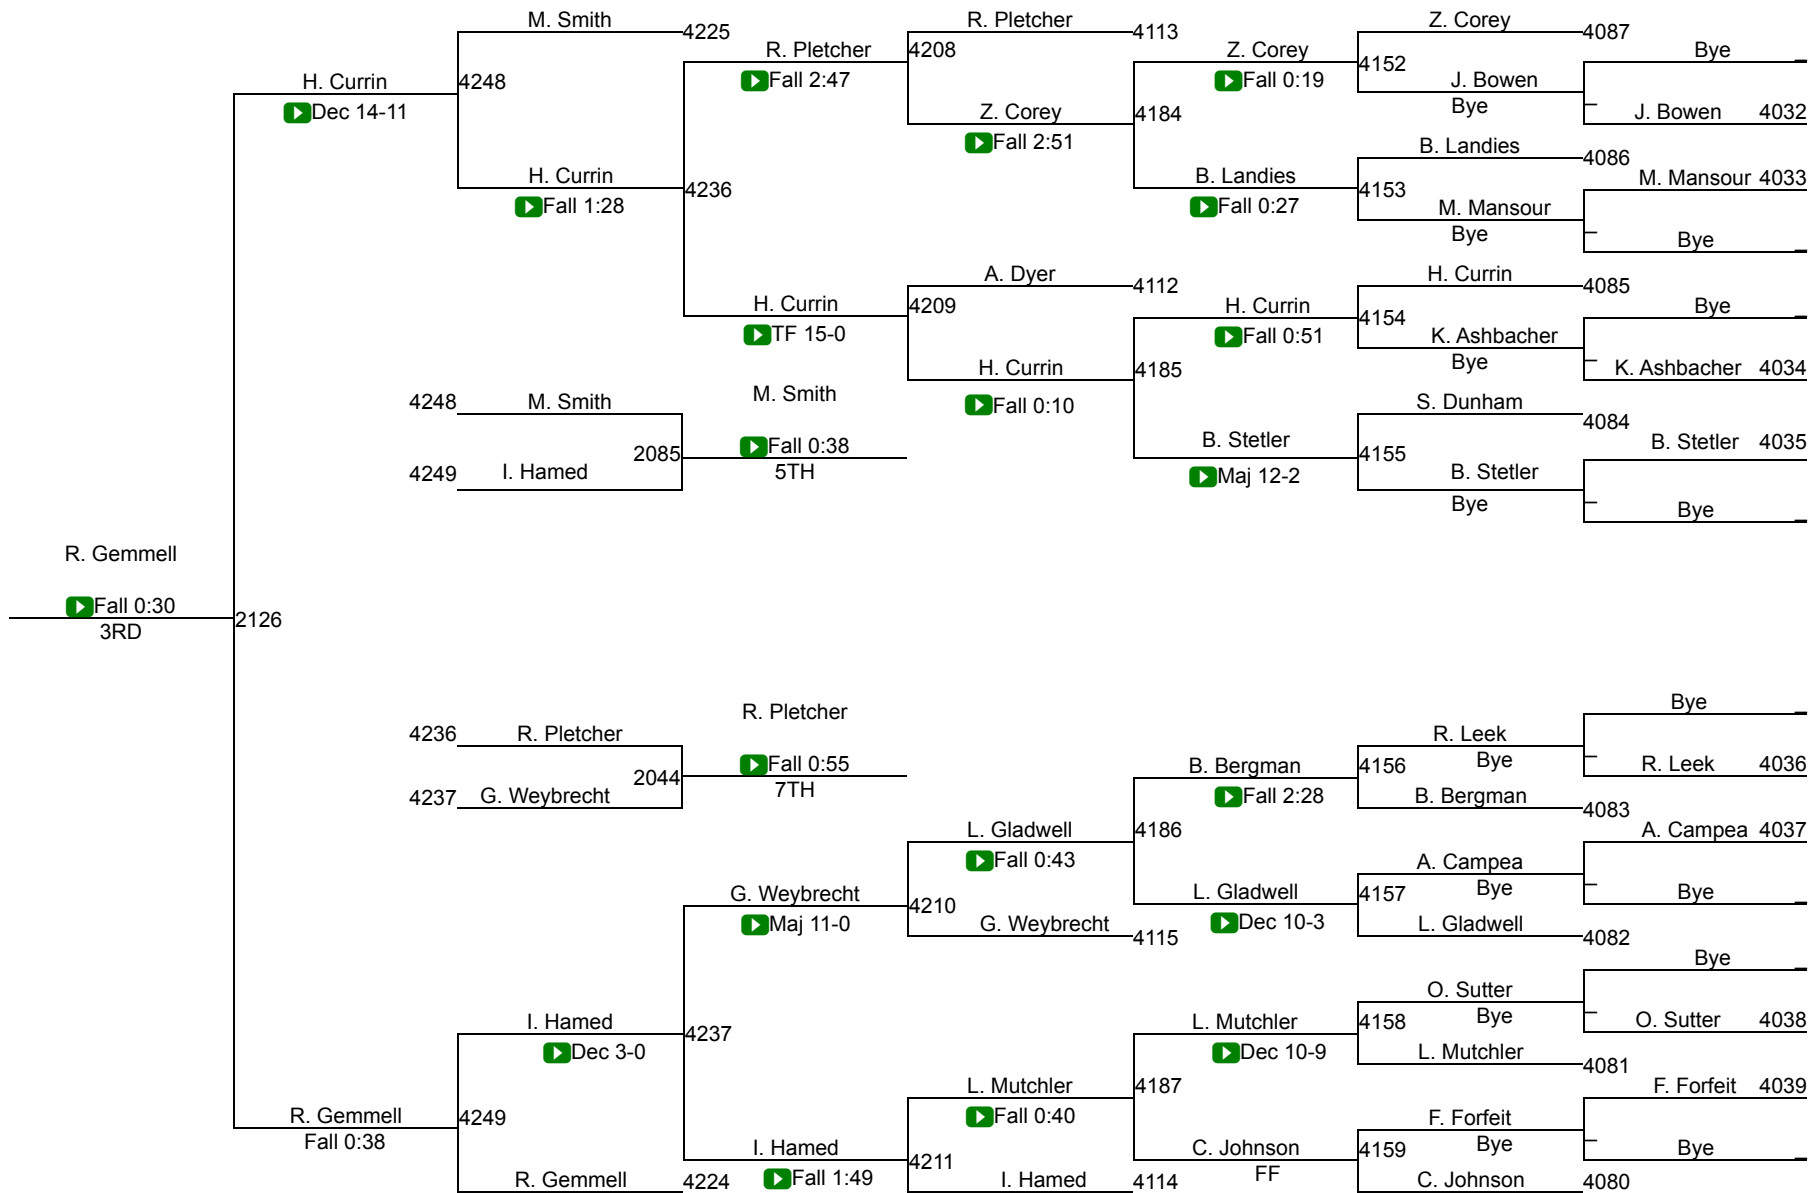 M. Smith
R. Pletcher
Z. Corey
4225
4113
4087
R. Pletcher
4208
Z. Corey
Bye
Fall 2:47
Fall 0:19
4152
H. Currin
4248
J. Bowen
Dec 14-11
Z. Corey
4184
Bye
J. Bowen 4032
Fall 2:51
B. Landies
4086
H. Currin
4236
B. Landies
4153
M. Mansour 4033
Fall 1:28
Fall 0:27
M. Mansour
Bye
Bye
A. Dyer
H. Currin
4112
4085
H. Currin
4209
H. Currin
Bye
TF 15-0
Fall 0:51
4154
K. Ashbacher
Bye
H. Currin
4185
K. Ashbacher 4034
4248
M. Smith
M. Smith
Fall 0:10
S. Dunham
4084
2085
Fall 0:38
B. Stetler
4155
B. Stetler 4035
4249
I. Hamed
5TH
Maj 12-2
B. Stetler
Bye
Bye
R. Gemmell
Fall 0:30
3RD
2126
R. Pletcher
Bye
4236
R. Pletcher
R. Leek
2044
Fall 0:55
B. Bergman
4156
Bye
R. Leek 4036
4237
G. Weybrecht
7TH
Fall 2:28
B. Bergman
4083
L. Gladwell
4186
A. Campea 4037
Fall 0:43
A. Campea
G. Weybrecht
4210
L. Gladwell
4157
Bye
Bye
Maj 11-0
G. Weybrecht
4115
Dec 10-3
L. Gladwell
4082
Bye
O. Sutter
I. Hamed
4237
L. Mutchler
4158
Bye
O. Sutter 4038
Dec 3-0
Dec 10-9
L. Mutchler
4081
L. Mutchler
4187
F. Forfeit 4039
R. Gemmell
4249
Fall 0:40
F. Forfeit
Fall 0:38
I. Hamed
4211
C. Johnson
4159
Bye
Bye
R. Gemmell
4224
Fall 1:49
I. Hamed
4114
FF
C. Johnson
4080